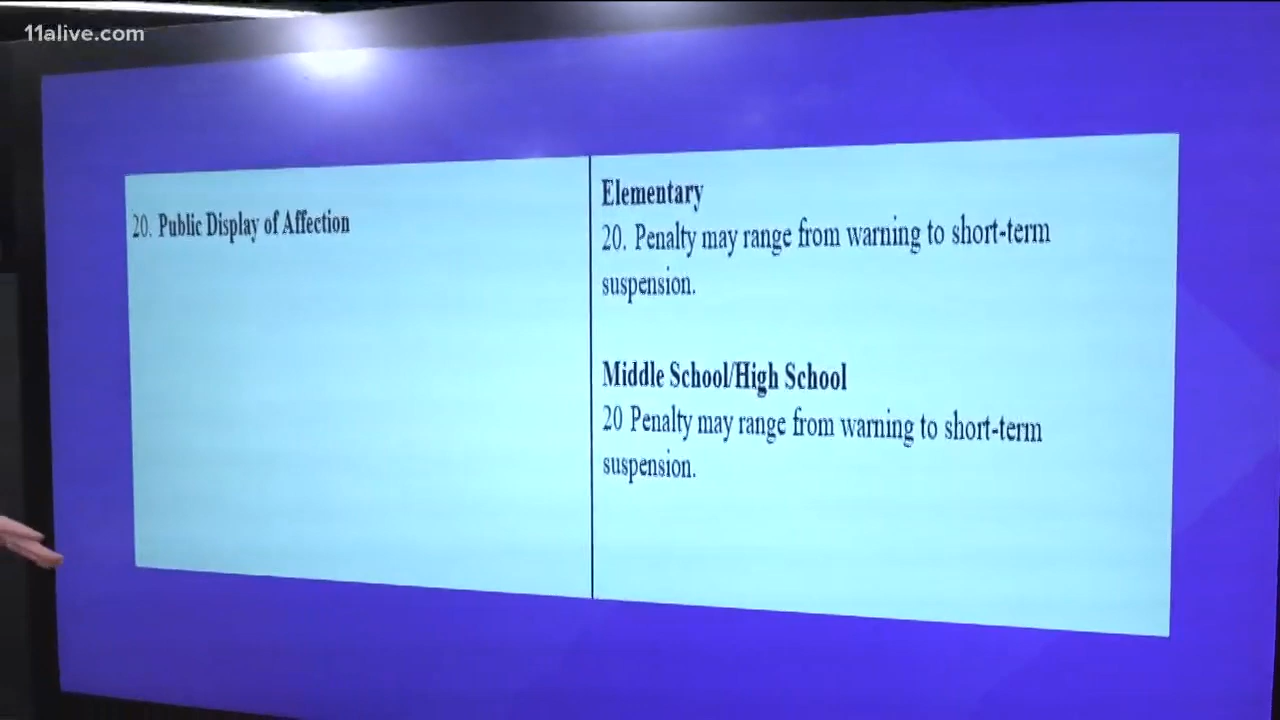 11alive.com
20. Public Display of Affection
Elementary
20. Penalty may range from warning to short-term
suspension.
Middle School/High School
20 Penalty may range from warning to short-term
suspension.